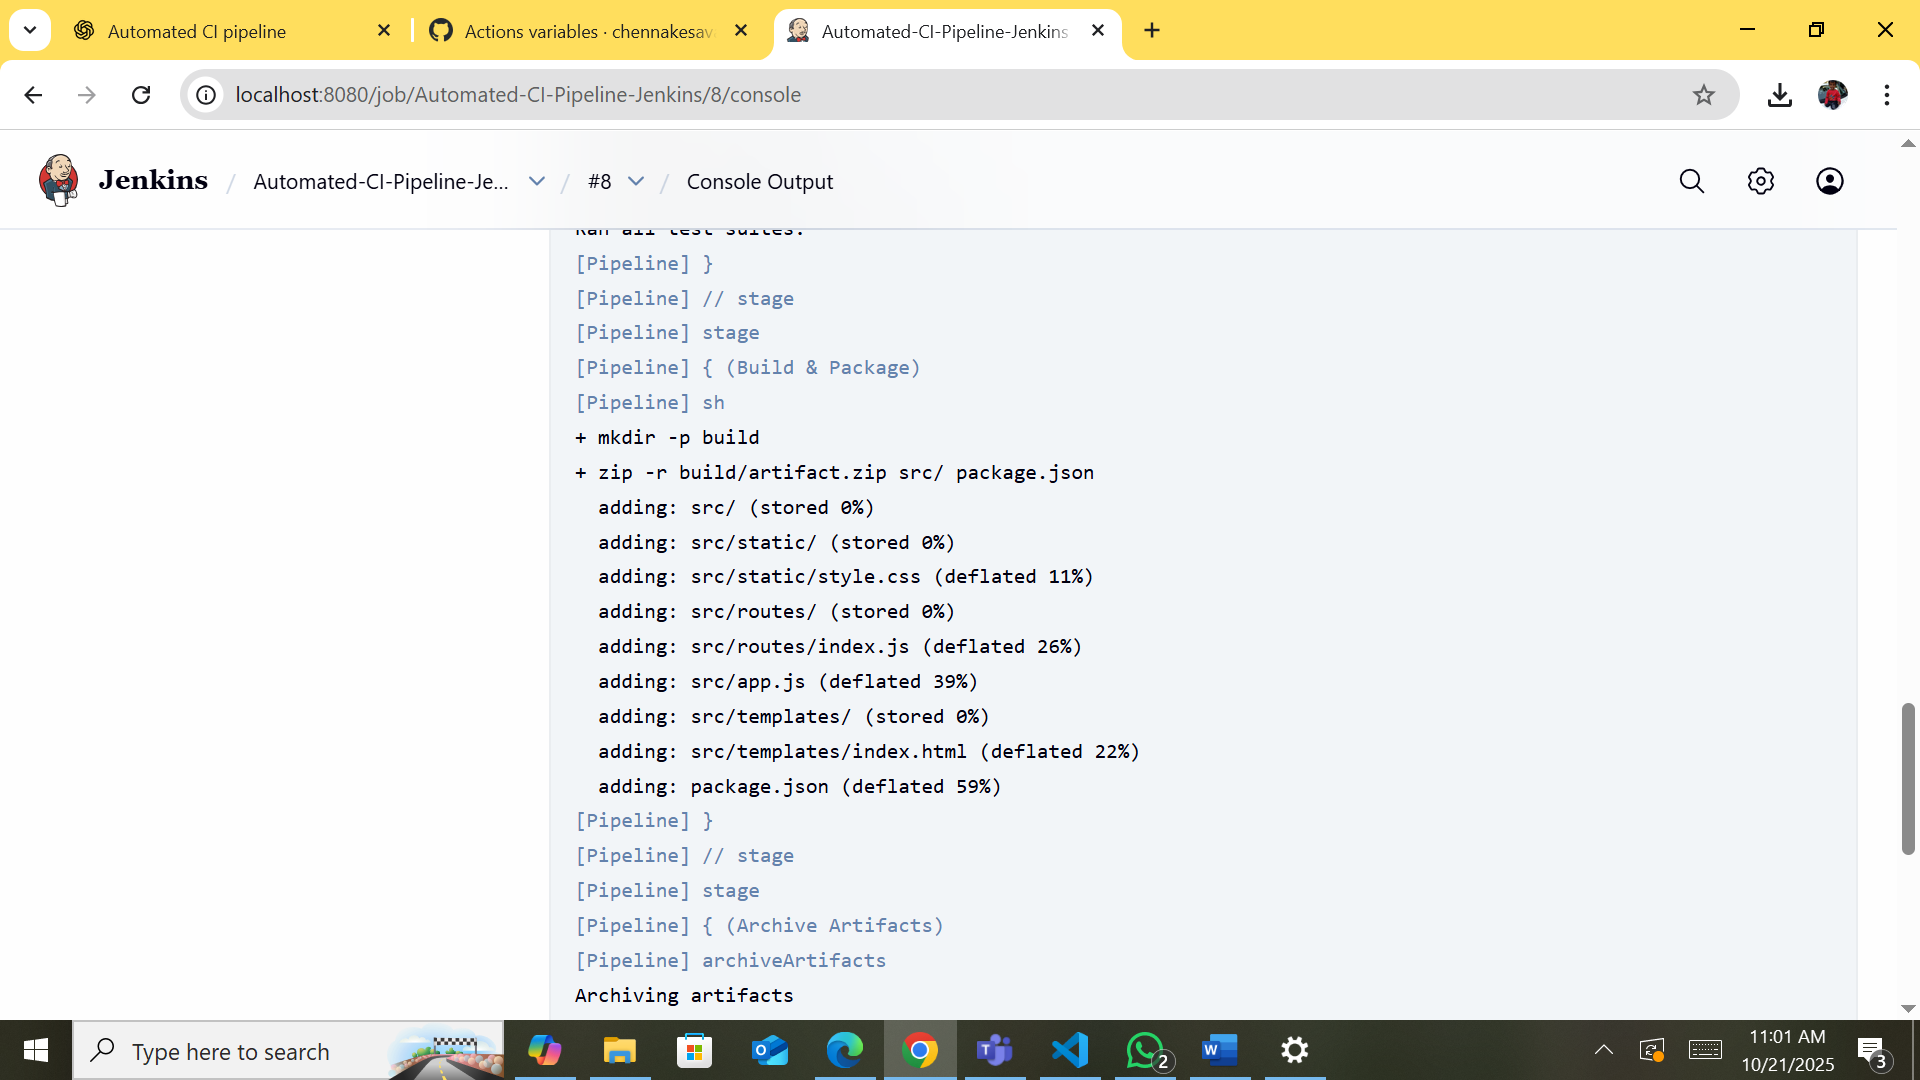 Automated CI pipeline
Actions variables · chennakesava
Automated-CI-Pipeline-Jenkins
localhost:8080/job/Automated-CI-Pipeline-Jenkins/8/console
Jenkins / Automated-CI-Pipeline-Je... / #8 / Console Output
Ran all test suites.
[Pipeline] }
[Pipeline] // stage
[Pipeline] stage
[Pipeline] { (Build & Package)
[Pipeline] sh
+ mkdir -p build
+ zip -r build/artifact.zip src/ package.json
  adding: src/ (stored 0%)
  adding: src/static/ (stored 0%)
  adding: src/static/style.css (deflated 11%)
  adding: src/routes/ (stored 0%)
  adding: src/routes/index.js (deflated 26%)
  adding: src/app.js (deflated 39%)
  adding: src/templates/ (stored 0%)
  adding: src/templates/index.html (deflated 22%)
  adding: package.json (deflated 59%)
[Pipeline] }
[Pipeline] // stage
[Pipeline] stage
[Pipeline] { (Archive Artifacts)
[Pipeline] archiveArtifacts
Archiving artifacts
Type here to search
2
11:01 AM
10/21/2025
3